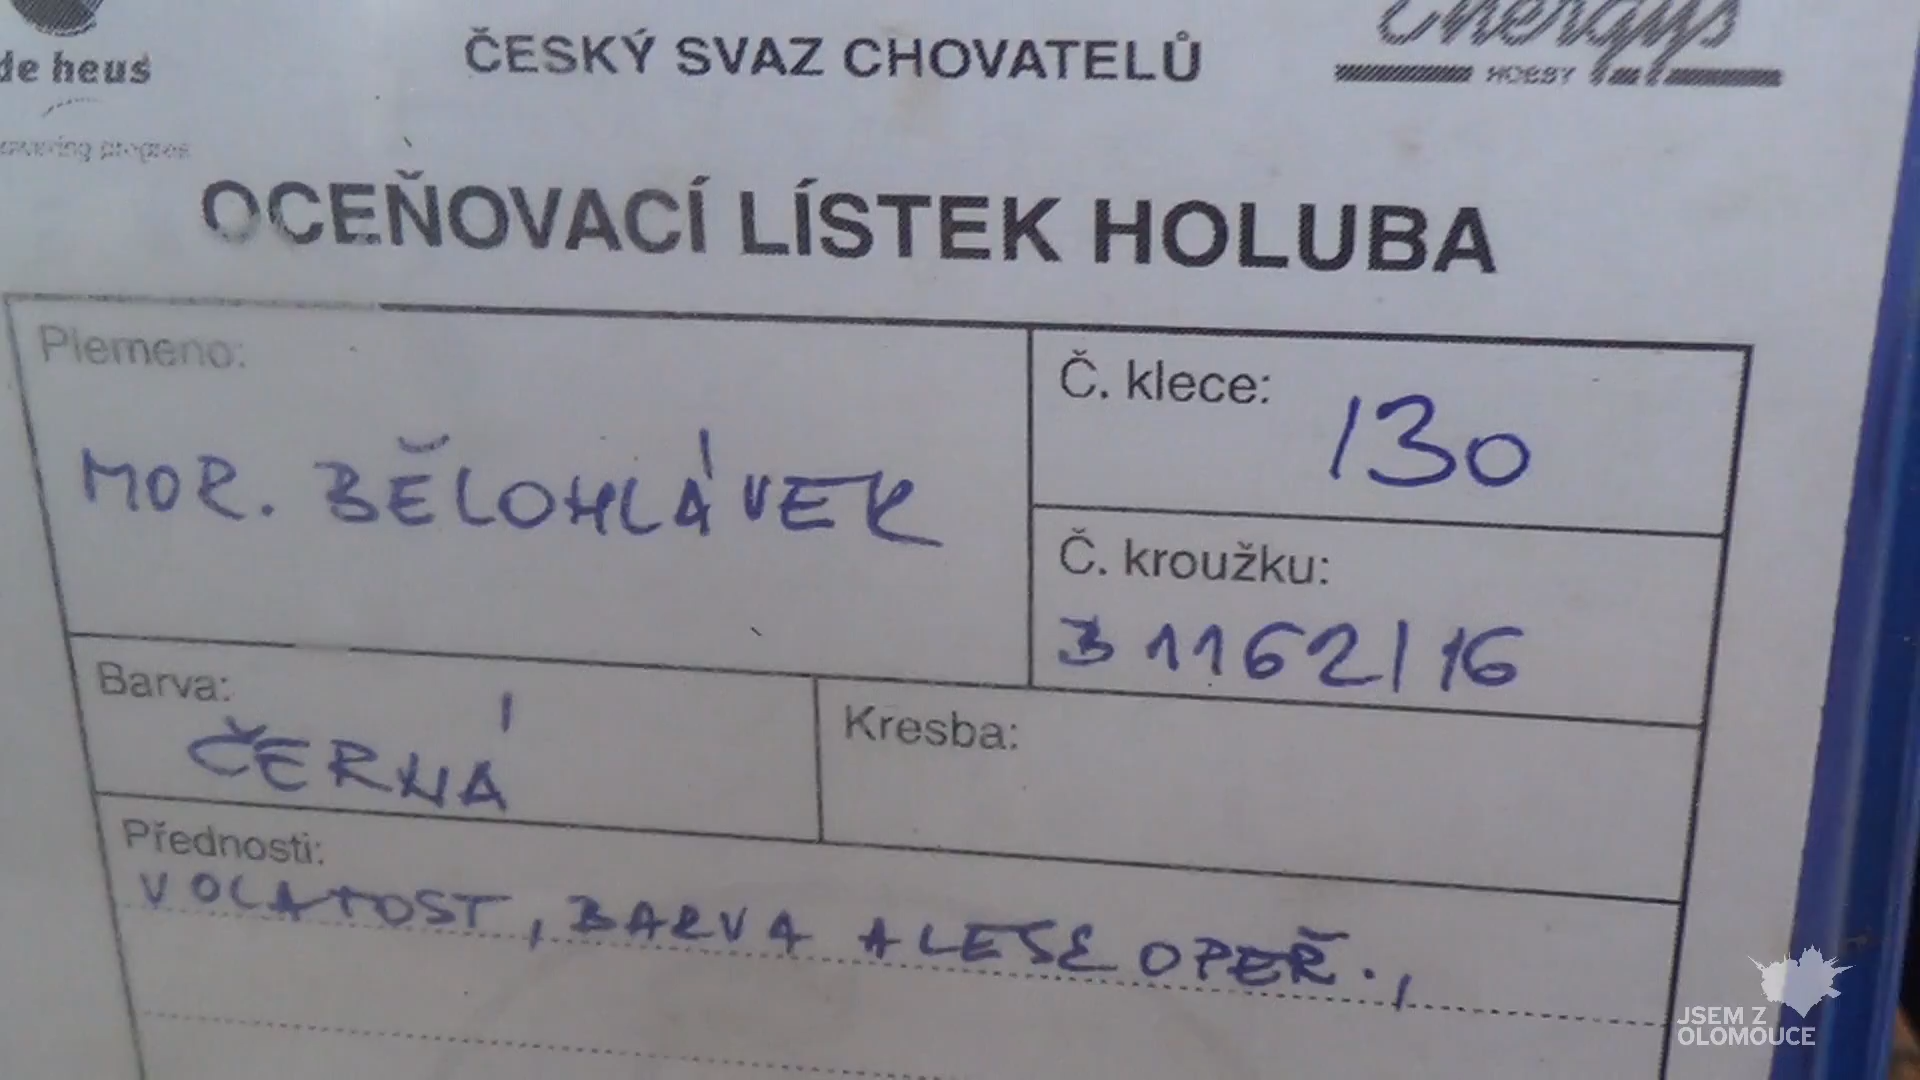 de heus
ČESKÝ SVAZ CHOVATELŮ
Energys
HOBBY
OCEŇOVACÍ LÍSTEK HOLUBA
Plemeno:
MOR. BĚLOHLÁVEK
Č. klece:
130
Č. kroužku:
B 1162/16
Barva:
ČERNÁ
Kresba:
Přednosti:
VOLATOST, BARVA A LESE OPEŘ.,
JSEM Z
OLOMOUCE